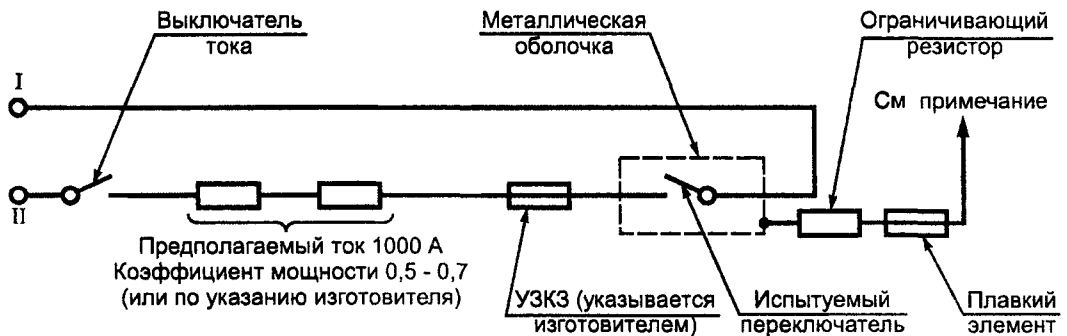 Выключатель
тока
Металлическая
оболочка
Ограничивающий
резистор
I
См примечание
II
Предполагаемый ток 1000 А
Коэффициент мощности 0,5 - 0,7
(или по указанию изготовителя)
УЗКЗ (указывается
изготовителем)
Испытуемый
переключатель
Плавкий
элемент